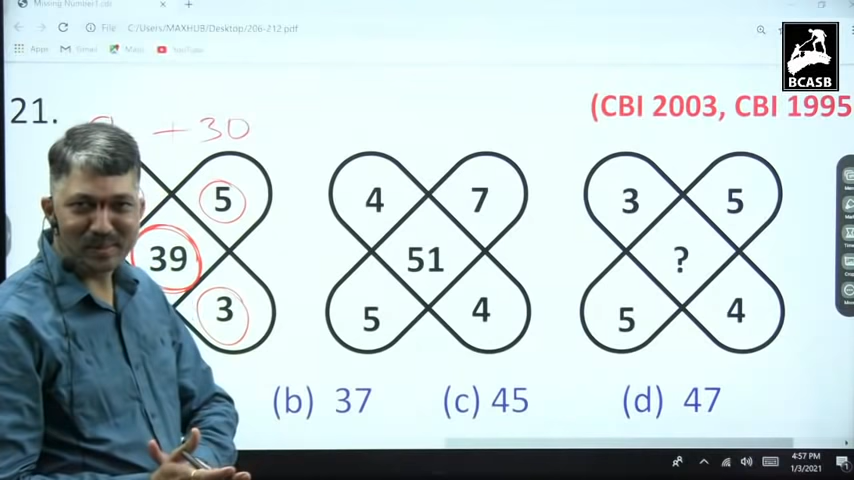 Missing Number1.cdr
File C:/Users/MAXHUB/Desktop/206-212.pdf
Apps Gmail Maps YouTube
BCASB
21.
(CBI 2003, CBI 1995
+30
5
4 7
3 5
39
51
?
3
5 4
5 4
(b) 37 (c) 45 (d) 47
4:57 PM
1/3/2021